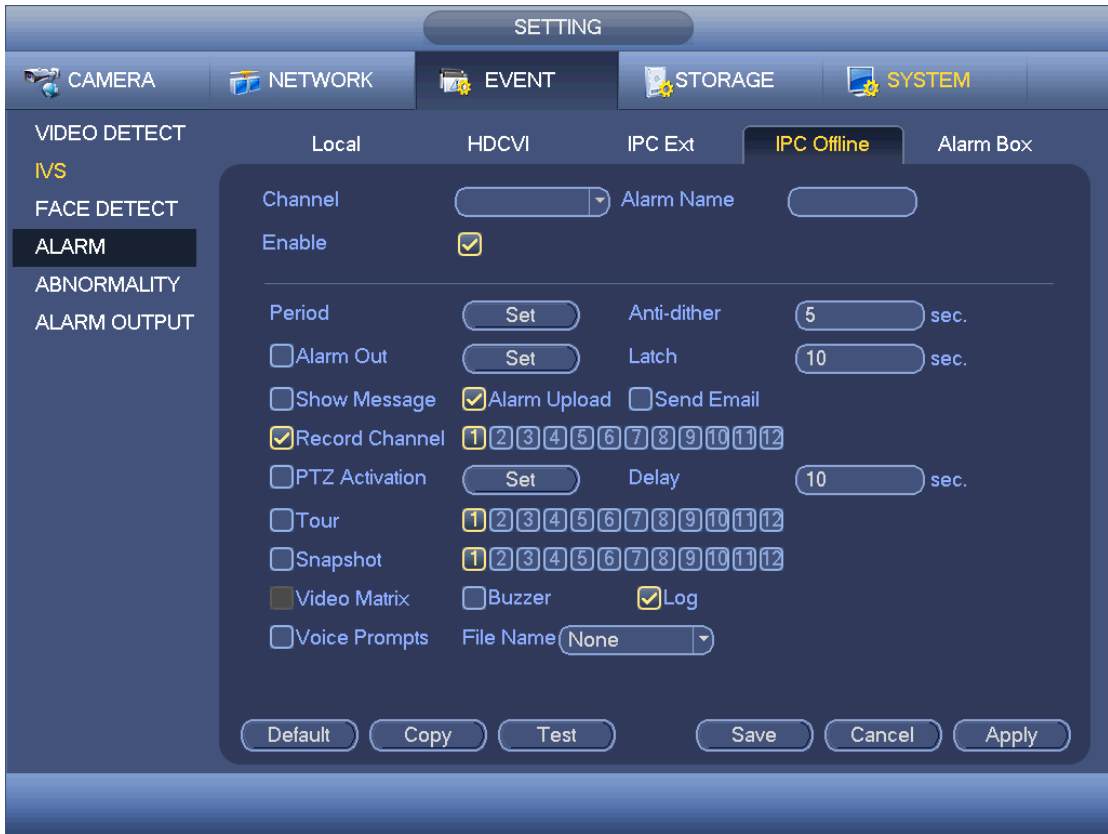 SETTING
CAMERA NETWORK EVENT STORAGE SYSTEM
VIDEO DETECT
IVS
FACE DETECT
ALARM
ABNORMALITY
ALARM OUTPUT
Local HDCVI IPC Ext IPC Offline Alarm Box
Channel Alarm Name
Enable
Period Set Anti-dither 5 sec.
Alarm Out Set Latch 10 sec.
Show Message Alarm Upload Send Email
Record Channel 1 2 3 4 5 6 7 8 9 10 11 12
PTZ Activation Set Delay 10 sec.
Tour 1 2 3 4 5 6 7 8 9 10 11 12
Snapshot 1 2 3 4 5 6 7 8 9 10 11 12
Video Matrix Buzzer Log
Voice Prompts File Name None
Default Copy Test Save Cancel Apply